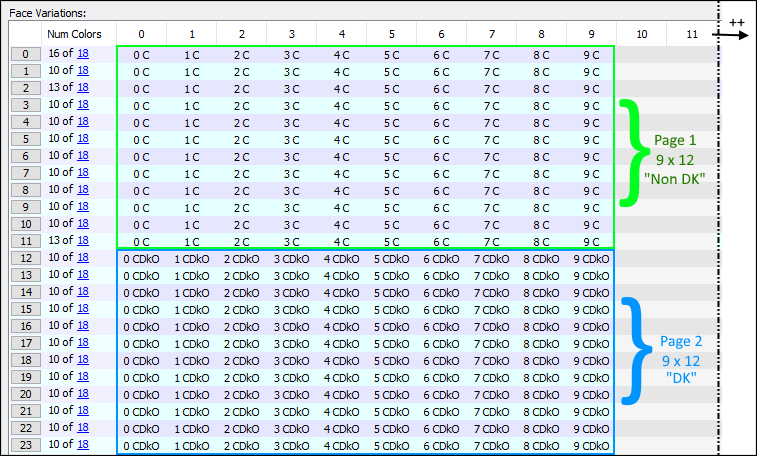 Face Variations:
++
Num Colors 0 1 2 3 4 5 6 7 8 9 10 11
0 16 of 18 0 C 1 C 2 C 3 C 4 C 5 C 6 C 7 C 8 C 9 C
1 10 of 18 0 C 1 C 2 C 3 C 4 C 5 C 6 C 7 C 8 C 9 C
2 13 of 18 0 C 1 C 2 C 3 C 4 C 5 C 6 C 7 C 8 C 9 C
3 10 of 18 0 C 1 C 2 C 3 C 4 C 5 C 6 C 7 C 8 C 9 C
4 10 of 18 0 C 1 C 2 C 3 C 4 C 5 C 6 C 7 C 8 C 9 C
5 10 of 18 0 C 1 C 2 C 3 C 4 C 5 C 6 C 7 C 8 C 9 C
6 10 of 18 0 C 1 C 2 C 3 C 4 C 5 C 6 C 7 C 8 C 9 C
7 10 of 18 0 C 1 C 2 C 3 C 4 C 5 C 6 C 7 C 8 C 9 C
8 10 of 18 0 C 1 C 2 C 3 C 4 C 5 C 6 C 7 C 8 C 9 C
9 10 of 18 0 C 1 C 2 C 3 C 4 C 5 C 6 C 7 C 8 C 9 C
10 10 of 18 0 C 1 C 2 C 3 C 4 C 5 C 6 C 7 C 8 C 9 C
11 13 of 18 0 C 1 C 2 C 3 C 4 C 5 C 6 C 7 C 8 C 9 C
Page 1
9 x 12
"Non DK"
12 10 of 18 0 CDkO 1 CDkO 2 CDkO 3 CDkO 4 CDkO 5 CDkO 6 CDkO 7 CDkO 8 CDkO 9 CDkO
13 10 of 18 0 CDkO 1 CDkO 2 CDkO 3 CDkO 4 CDkO 5 CDkO 6 CDkO 7 CDkO 8 CDkO 9 CDkO
14 10 of 18 0 CDkO 1 CDkO 2 CDkO 3 CDkO 4 CDkO 5 CDkO 6 CDkO 7 CDkO 8 CDkO 9 CDkO
15 10 of 18 0 CDkO 1 CDkO 2 CDkO 3 CDkO 4 CDkO 5 CDkO 6 CDkO 7 CDkO 8 CDkO 9 CDkO
16 10 of 18 0 CDkO 1 CDkO 2 CDkO 3 CDkO 4 CDkO 5 CDkO 6 CDkO 7 CDkO 8 CDkO 9 CDkO
17 10 of 18 0 CDkO 1 CDkO 2 CDkO 3 CDkO 4 CDkO 5 CDkO 6 CDkO 7 CDkO 8 CDkO 9 CDkO
18 10 of 18 0 CDkO 1 CDkO 2 CDkO 3 CDkO 4 CDkO 5 CDkO 6 CDkO 7 CDkO 8 CDkO 9 CDkO
19 10 of 18 0 CDkO 1 CDkO 2 CDkO 3 CDkO 4 CDkO 5 CDkO 6 CDkO 7 CDkO 8 CDkO 9 CDkO
20 10 of 18 0 CDkO 1 CDkO 2 CDkO 3 CDkO 4 CDkO 5 CDkO 6 CDkO 7 CDkO 8 CDkO 9 CDkO
21 10 of 18 0 CDkO 1 CDkO 2 CDkO 3 CDkO 4 CDkO 5 CDkO 6 CDkO 7 CDkO 8 CDkO 9 CDkO
22 10 of 18 0 CDkO 1 CDkO 2 CDkO 3 CDkO 4 CDkO 5 CDkO 6 CDkO 7 CDkO 8 CDkO 9 CDkO
23 10 of 18 0 CDkO 1 CDkO 2 CDkO 3 CDkO 4 CDkO 5 CDkO 6 CDkO 7 CDkO 8 CDkO 9 CDkO
Page 2
9 x 12
"DK"